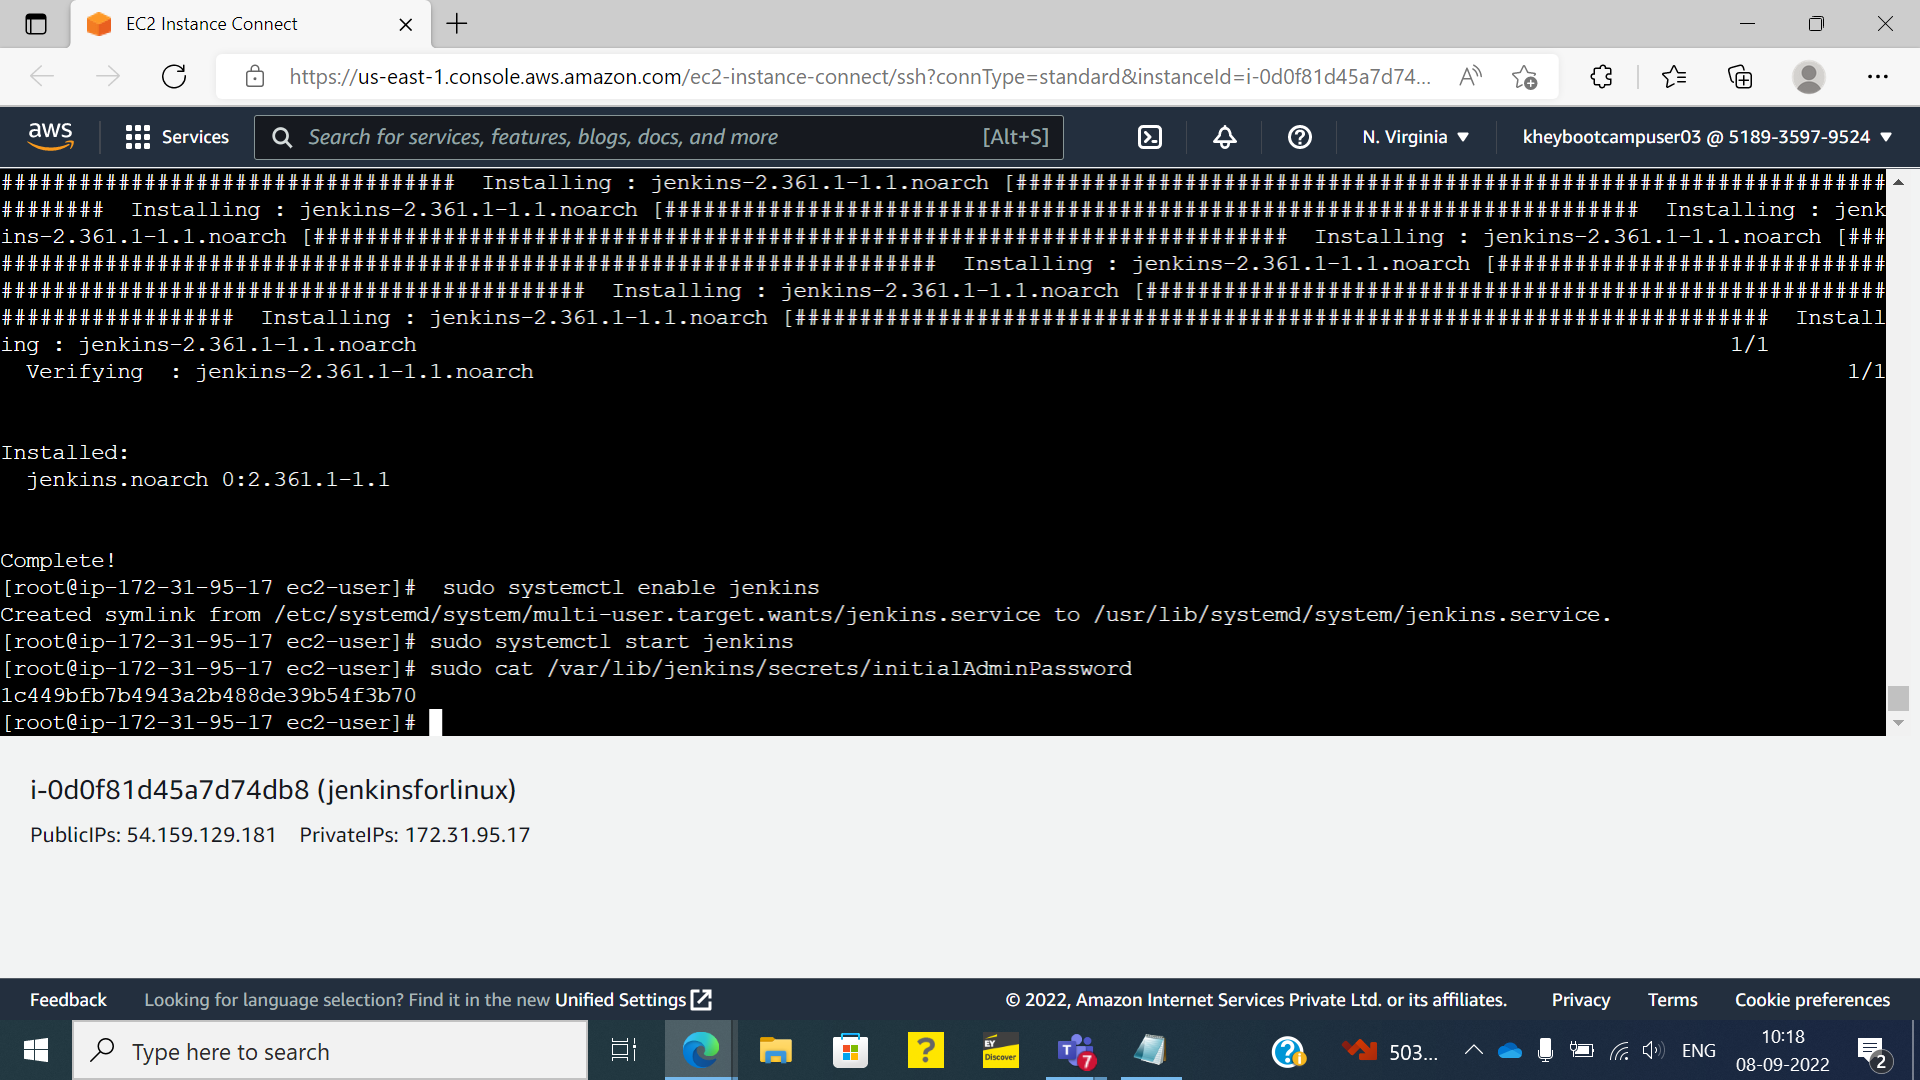 EC2 Instance Connect
https://us-east-1.console.aws.amazon.com/ec2-instance-connect/ssh?connType=standard&instanceId=i-0d0f81d45a7d74...
aws
Services
Search for services, features, blogs, docs, and more
[Alt+S]
N. Virginia
kheybootcampuser03 @ 5189-3597-9524
################################### Installing : jenkins-2.361.1-1.1.noarch [###################################################################
######## Installing : jenkins-2.361.1-1.1.noarch [########################################################################### Installing : jenk
ins-2.361.1-1.1.noarch [########################################################################### Installing : jenkins-2.361.1-1.1.noarch [###
######################################################################## Installing : jenkins-2.361.1-1.1.noarch [##############################
############################################# Installing : jenkins-2.361.1-1.1.noarch [#########################################################
################## Installing : jenkins-2.361.1-1.1.noarch [########################################################################### Install
ing : jenkins-2.361.1-1.1.noarch 1/1
Verifying : jenkins-2.361.1-1.1.noarch 1/1
Installed:
jenkins.noarch 0:2.361.1-1.1
Complete!
[root@ip-172-31-95-17 ec2-user]# sudo systemctl enable jenkins
Created symlink from /etc/systemd/system/multi-user.target.wants/jenkins.service to /usr/lib/systemd/system/jenkins.service.
[root@ip-172-31-95-17 ec2-user]# sudo systemctl start jenkins
[root@ip-172-31-95-17 ec2-user]# sudo cat /var/lib/jenkins/secrets/initialAdminPassword
1c449bfb7b4943a2b488de39b54f3b70
[root@ip-172-31-95-17 ec2-user]#
i-0d0f81d45a7d74db8 (jenkinsforlinux)
PublicIPs: 54.159.129.181 PrivateIPs: 172.31.95.17
Feedback
Looking for language selection? Find it in the new Unified Settings
© 2022, Amazon Internet Services Private Ltd. or its affiliates.
Privacy
Terms
Cookie preferences
Type here to search
EY
Discover
T
7
503...
ENG
10:18
08-09-2022
2